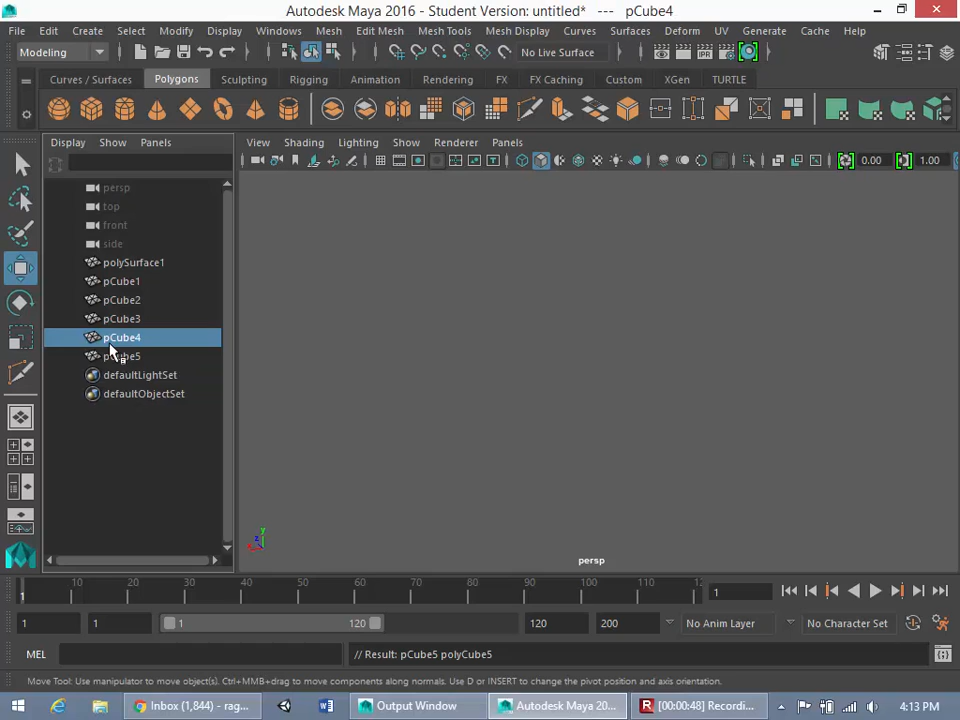 Autodesk Maya 2016 - Student Version: untitled*   ---   pCube4
File Edit Create Select Modify Display Windows Mesh Edit Mesh Mesh Tools Mesh Display Curves Surfaces Deform UV Generate Cache Help
Modeling No Live Surface
Curves / Surfaces Polygons Sculpting Rigging Animation Rendering FX FX Caching Custom XGen TURTLE
Display Show Panels View Shading Lighting Show Renderer Panels
0.00 1.00
persp
top
front
side
polySurface1
pCube1
pCube2
pCube3
pCube4
pCube5
defaultLightSet
defaultObjectSet
y
z
persp
1 10 20 30 40 50 60 70 80 90 100 110 1
1 1 1 120 120 200 No Anim Layer No Character Set
MEL // Result: pCube5 polyCube5
Move Tool: Use manipulator to move object(s). Ctrl+MMB+drag to move components along normals. Use D or INSERT to change the pivot position and axis orientation.
Inbox (1,844) - rag... Output Window Autodesk Maya 20... [00:00:48] Recordi... 4:13 PM